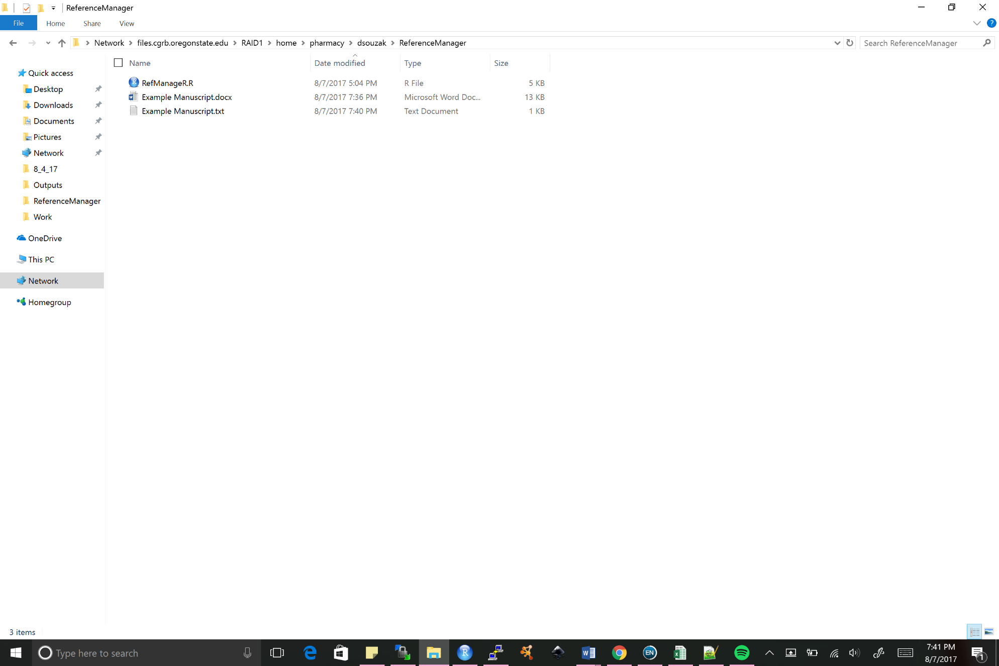 ReferenceManager
File Home Share View
?
Network files.cgrb.oregonstate.edu RAID1 home pharmacy dsouzak ReferenceManager Search ReferenceManager
Name Date modified Type Size
Quick access
Desktop
Downloads
Documents
Pictures
Network
8_4_17
Outputs
ReferenceManager
Work
OneDrive
This PC
Network
Homegroup
RefManageR.R 8/7/2017 5:04 PM R File 5 KB
Example Manuscript.docx 8/7/2017 7:36 PM Microsoft Word Doc... 13 KB
Example Manuscript.txt 8/7/2017 7:40 PM Text Document 1 KB
3 items
Type here to search
R
EN
7:41 PM
8/7/2017
1